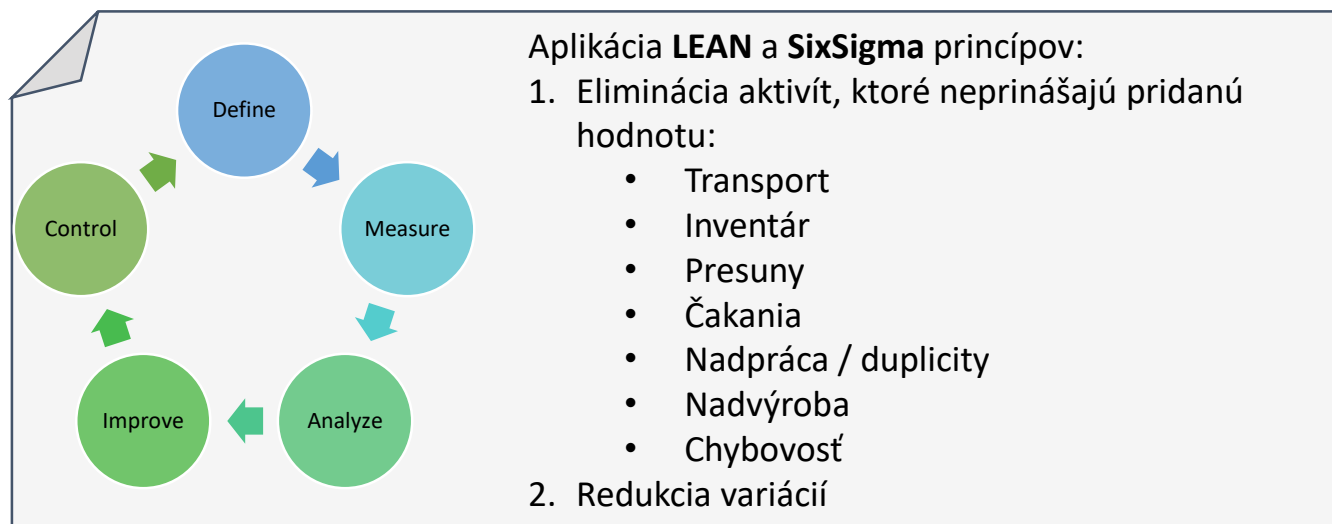 Define
Measure
Analyze
Improve
Control
Aplikácia LEAN a SixSigma princípov:
1. Eliminácia aktivít, ktoré neprinášajú pridanú
hodnotu:
• Transport
• Inventár
• Presuny
• Čakania
• Nadpráca / duplicity
• Nadvýroba
• Chybovosť
2. Redukcia variácií